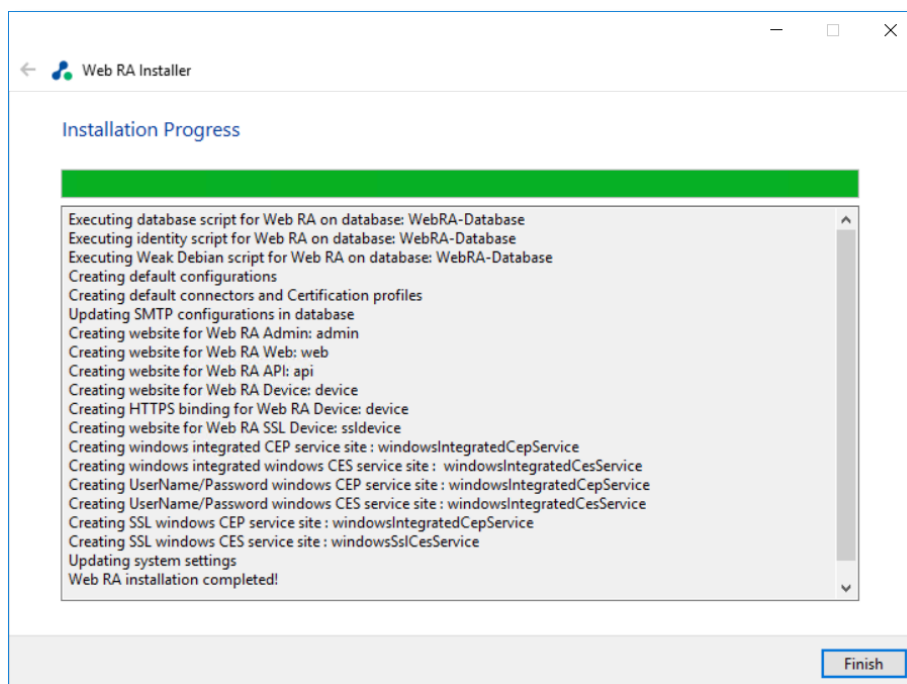 Web RA Installer
Installation Progress
Executing database script for Web RA on database: WebRA-Database
Executing identity script for Web RA on database: WebRA-Database
Executing Weak Debian script for Web RA on database: WebRA-Database
Creating default configurations
Creating default connectors and Certification profiles
Updating SMTP configurations in database
Creating website for Web RA Admin: admin
Creating website for Web RA Web: web
Creating website for Web RA API: api
Creating website for Web RA Device: device
Creating HTTPS binding for Web RA Device: device
Creating website for Web RA SSL Device: ssldevice
Creating windows integrated CEP service site : windowsIntegratedCepService
Creating windows integrated windows CES service site :  windowsIntegratedCesService
Creating UserName/Password windows CEP service site : windowsIntegratedCepService
Creating UserName/Password windows CES service site : windowsIntegratedCesService
Creating SSL windows CEP service site : windowsIntegratedCepService
Creating SSL windows CES service site : windowsSslCesService
Updating system settings
Web RA installation completed!
Finish